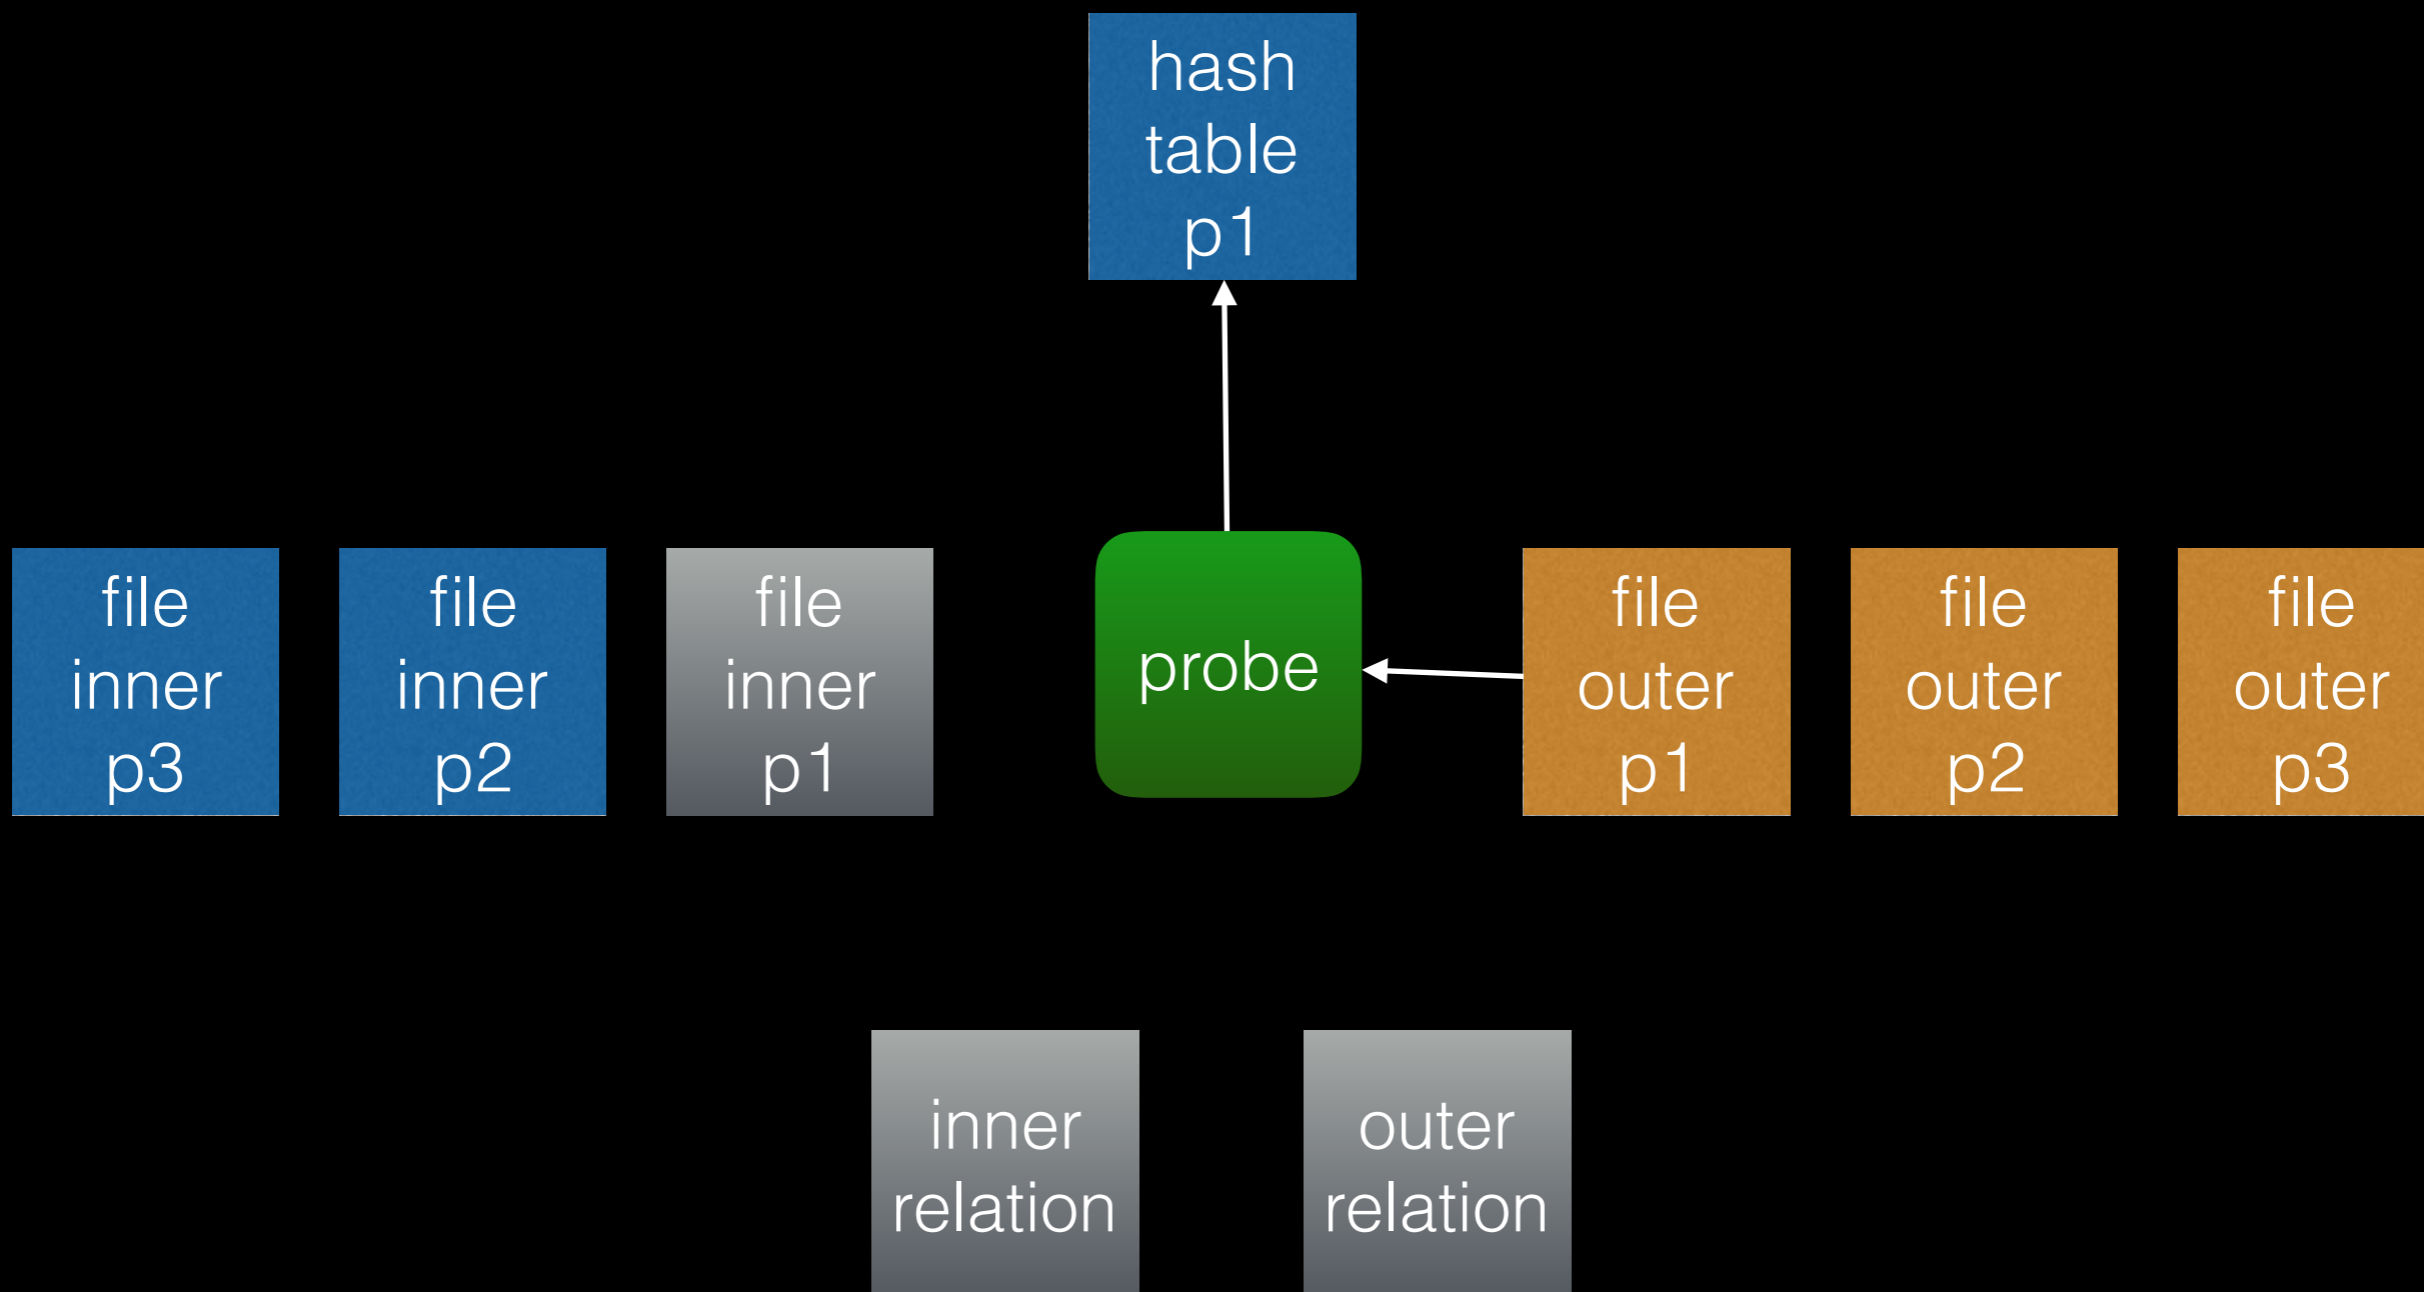 hash
table
p1
file
inner
p3
file
inner
p2
file
inner
p1
probe
file
outer
p1
file
outer
p2
file
outer
p3
inner
relation
outer
relation